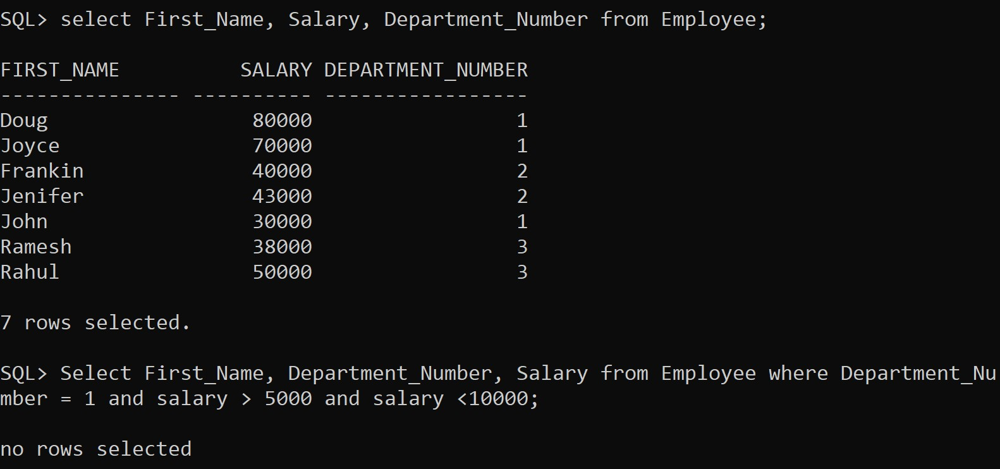 SQL> select First_Name, Salary, Department_Number from Employee;
FIRST_NAME          SALARY DEPARTMENT_NUMBER
--------------- ---------- -----------------
Doug                 80000                 1
Joyce                70000                 1
Frankin              40000                 2
Jenifer              43000                 2
John                 30000                 1
Ramesh               38000                 3
Rahul                50000                 3
7 rows selected.
SQL> Select First_Name, Department_Number, Salary from Employee where Department_Nu
mber = 1 and salary > 5000 and salary <10000;
no rows selected